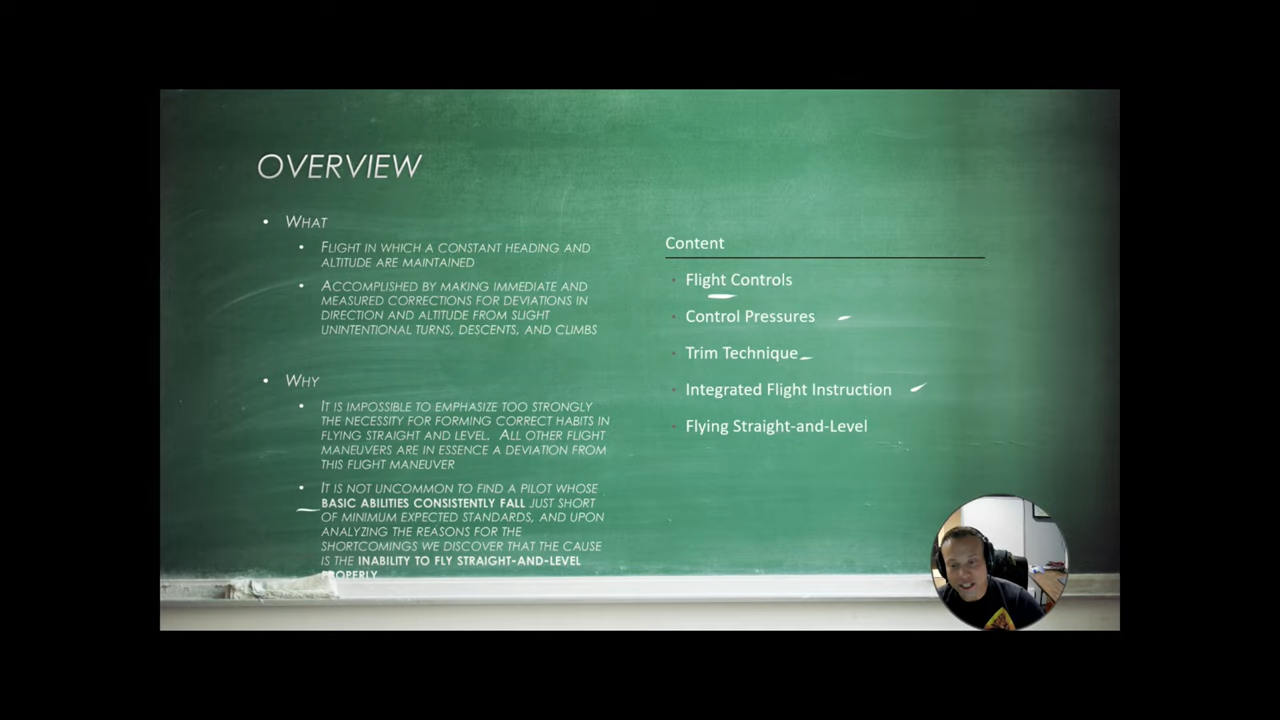 OVERVIEW
WHAT
FLIGHT IN WHICH A CONSTANT HEADING AND
ALTITUDE ARE MAINTAINED
ACCOMPLISHED BY MAKING IMMEDIATE AND
MEASURED CORRECTIONS FOR DEVIATIONS IN
DIRECTION AND ALTITUDE FROM SLIGHT
UNINTENTIONAL TURNS, DESCENTS, AND CLIMBS
WHY
IT IS IMPOSSIBLE TO EMPHASIZE TOO STRONGLY
THE NECESSITY FOR FORMING CORRECT HABITS IN
FLYING STRAIGHT AND LEVEL. ALL OTHER FLIGHT
MANEUVERS ARE IN ESSENCE A DEVIATION FROM
THIS FLIGHT MANEUVER
IT IS NOT UNCOMMON TO FIND A PILOT WHOSE
BASIC ABILITIES CONSISTENTLY FALL JUST SHORT
OF MINIMUM EXPECTED STANDARDS, AND UPON
ANALYZING THE REASONS FOR THE
SHORTCOMINGS WE DISCOVER THAT THE CAUSE
IS THE INABILITY TO FLY STRAIGHT-AND-LEVEL
PROPERLY
Content
Flight Controls
Control Pressures
Trim Technique
Integrated Flight Instruction
Flying Straight-and-Level